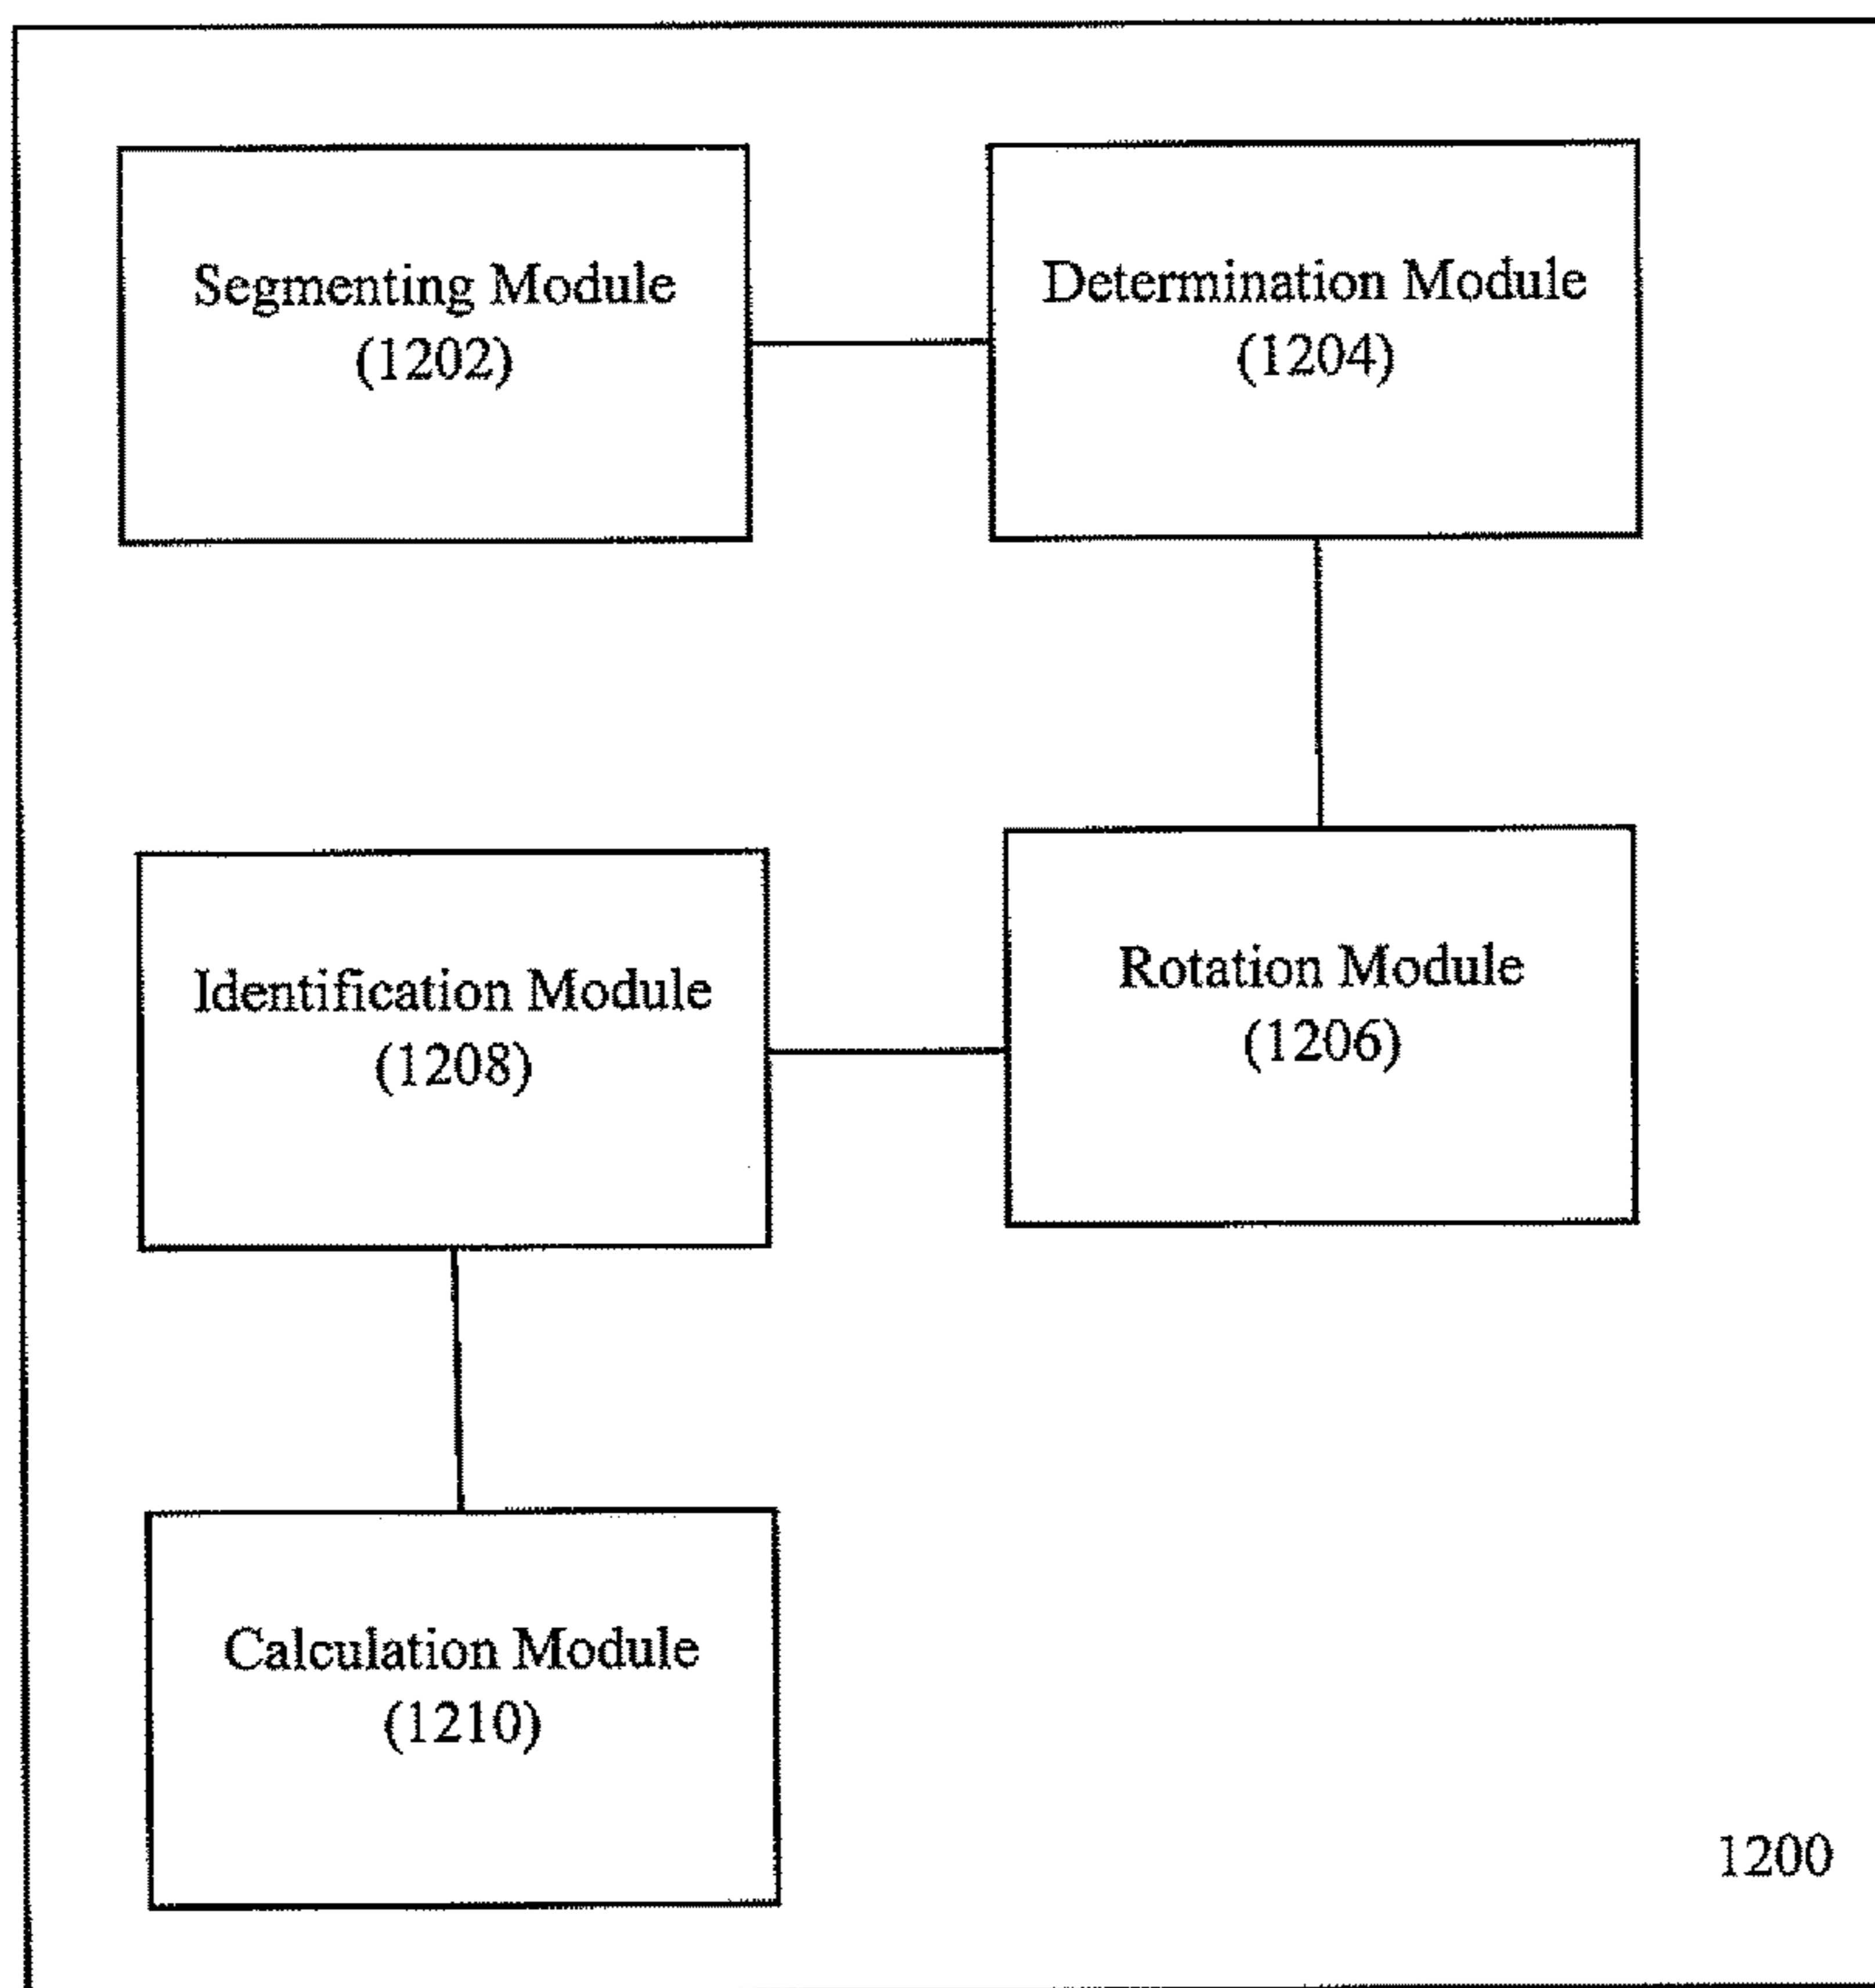 Segmenting Module
(1202)
Determination Module
(1204)
Identification Module
(1208)
Rotation Module
(1206)
Calculation Module
(1210)
1200